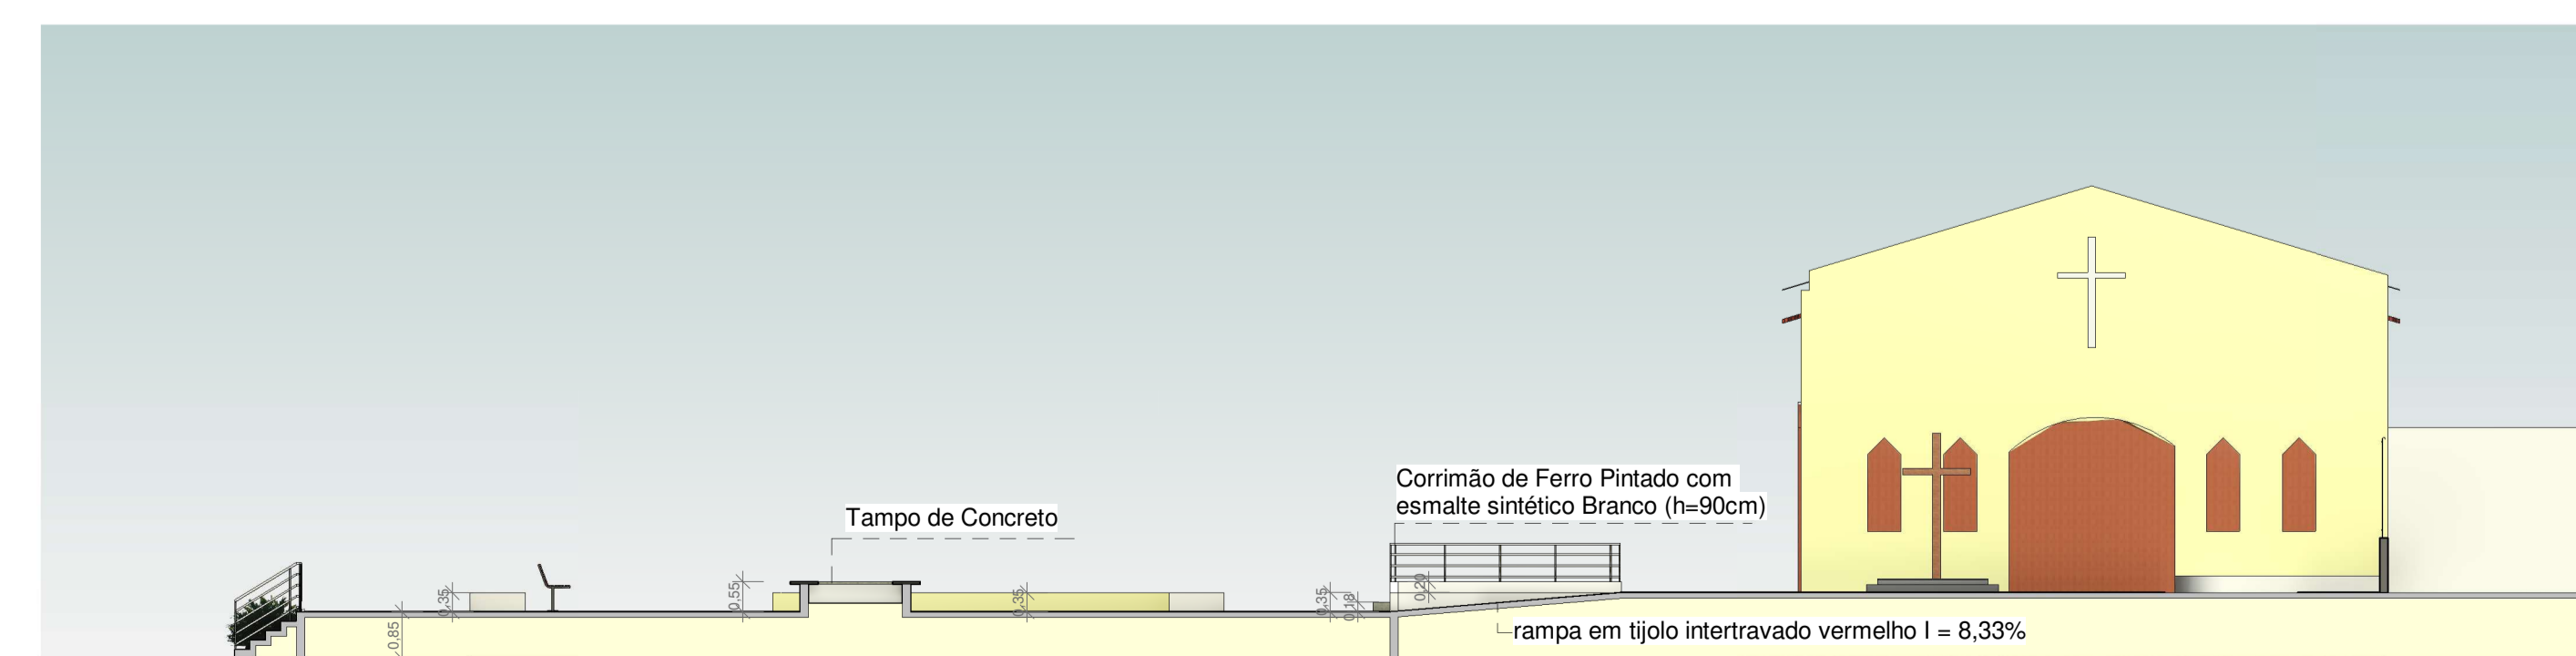 Corrimão de Ferro Pintado com
esmalte sintético Branco (h=90cm)
Tampo de Concreto
0,20
0,55
0,35
0,35
0,35
0,18
0,85
rampa em tijolo intertravado vermelho I = 8,33%